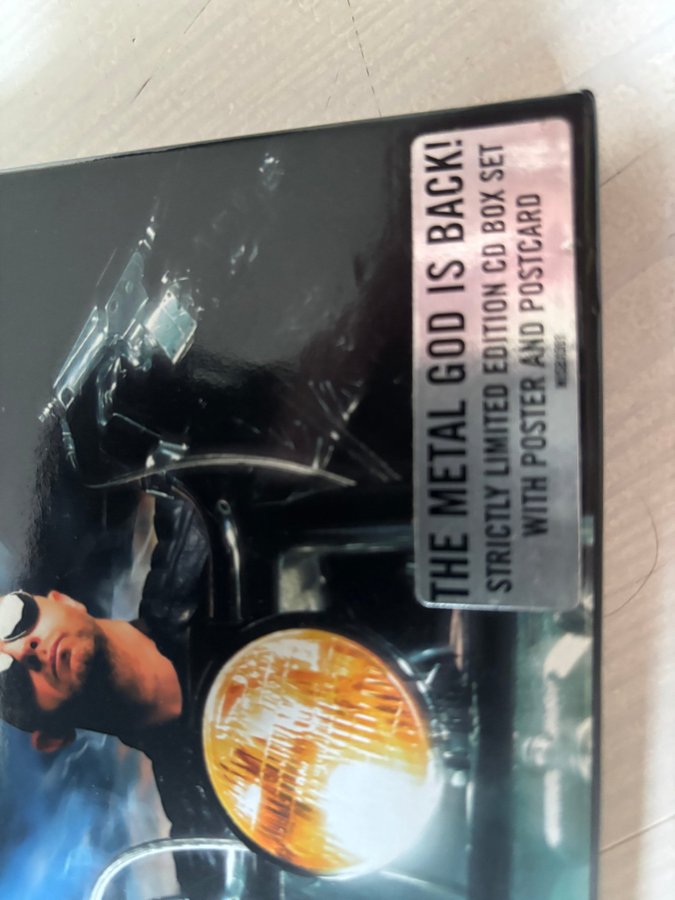 THE METAL GOD IS BACK!
STRICTLY LIMITED EDITION CD BOX SET
WITH POSTER AND POSTCARD